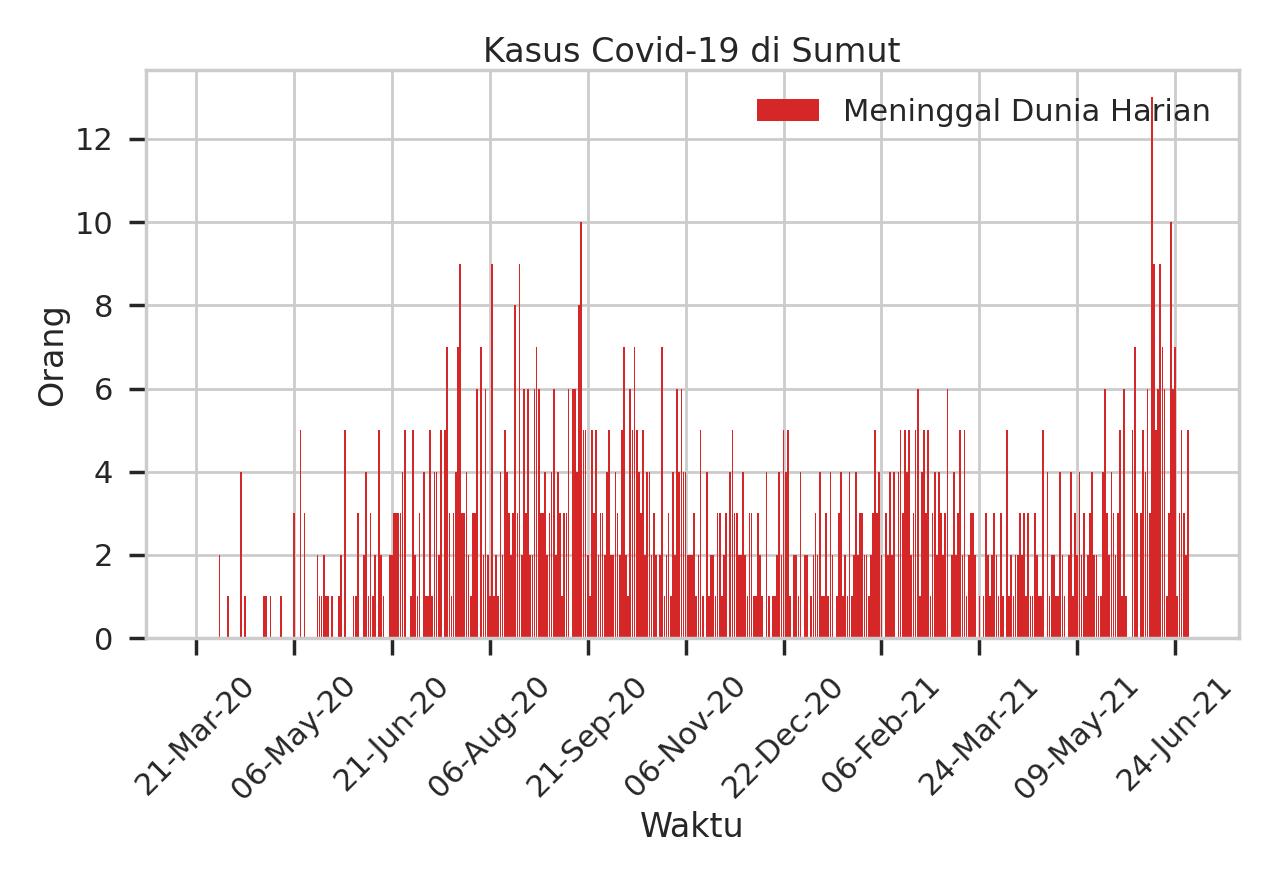 Kasus Covid-19 di Sumut
Meninggal Dunia Harian
Orang
12
10
8
6
4
2
0
21-Mar-20
06-May-20
21-Jun-20
06-Aug-20
21-Sep-20
06-Nov-20
22-Dec-20
06-Feb-21
24-Mar-21
09-May-21
24-Jun-21
Waktu